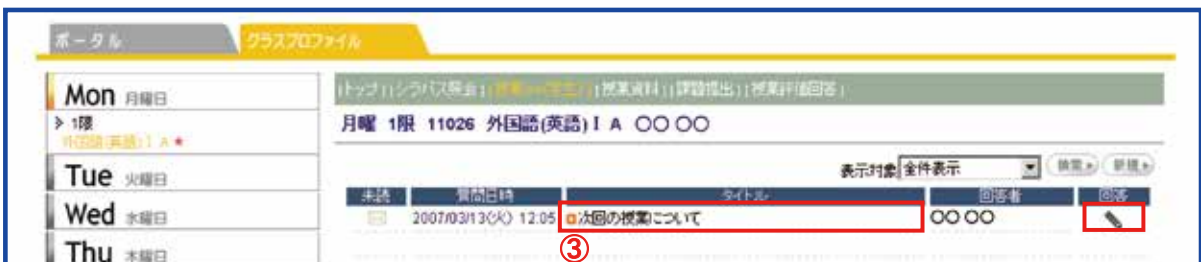 ポータル
クラスプロファイル
Mon 月曜日
1限
外国語(英語)ⅠA ★
Tue 火曜日
Wed 水曜日
Thu 木曜日
|トップ||シラバス照会||授業||授業資料||課題提出||授業評価回答|
月曜 1限 11026 外国語(英語)Ⅰ A 〇〇 〇〇
表示対象 全件表示 検索 新規
未読 質問日時 タイトル 回答者 回答
2007/03/13(火) 12:05 次回の授業について 〇〇 〇〇
③